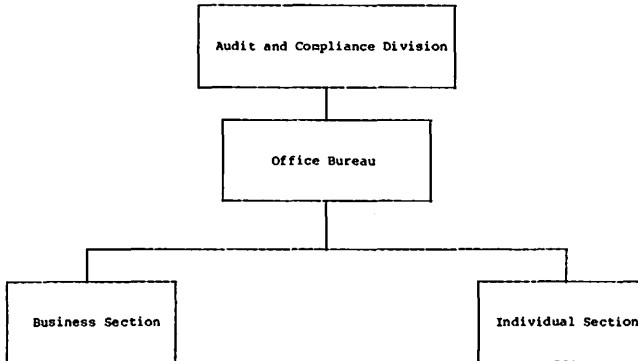 Audit and Compliance Division
Office Bureau
Business Section
Individual Section